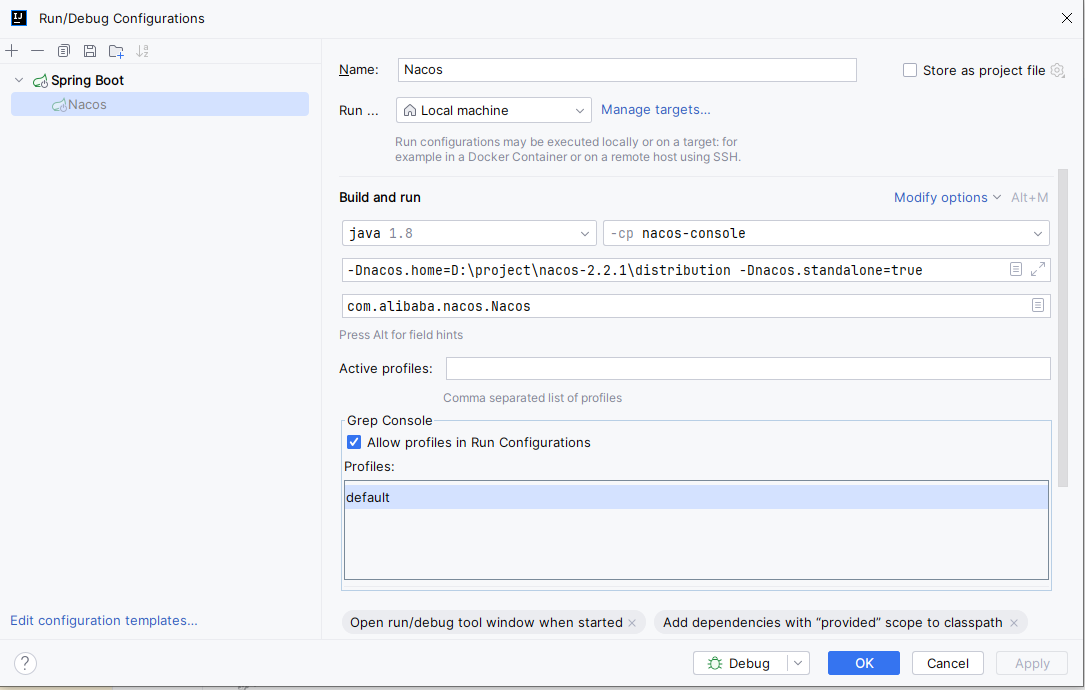 Run/Debug Configurations
Spring Boot
Nacos
Edit configuration templates...
Name: Nacos
Store as project file
Run ... Local machine Manage targets...
Run configurations may be executed locally or on a target: for
example in a Docker Container or on a remote host using SSH.
Build and run Modify options Alt+M
java 1.8 -cp nacos-console
-Dnacos.home=D:\project\nacos-2.2.1\distribution -Dnacos.standalone=true
com.alibaba.nacos.Nacos
Press Alt for field hints
Active profiles:
Comma separated list of profiles
Grep Console
Allow profiles in Run Configurations
Profiles:
default
Open run/debug tool window when started × Add dependencies with “provided” scope to classpath ×
? Debug OK Cancel Apply